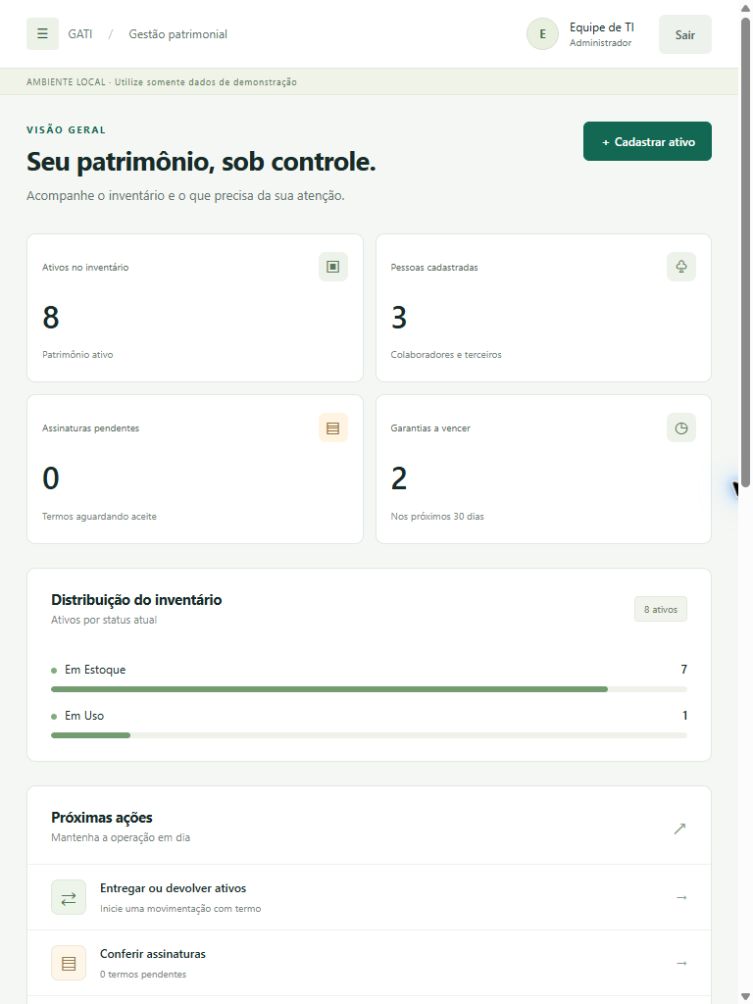 GATI / Gestão patrimonial
E
Equipe de TI
Administrador
Sair
AMBIENTE LOCAL · Utilize somente dados de demonstração
VISÃO GERAL
Seu patrimônio, sob controle.
Acompanhe o inventário e o que precisa da sua atenção.
+ Cadastrar ativo
Ativos no inventário
8
Patrimônio ativo
Pessoas cadastradas
3
Colaboradores e terceiros
Assinaturas pendentes
0
Termos aguardando aceite
Garantias a vencer
2
Nos próximos 30 dias
Distribuição do inventário
Ativos por status atual
8 ativos
Em Estoque 7
Em Uso 1
Próximas ações
Mantenha a operação em dia
Entregar ou devolver ativos
Inicie uma movimentação com termo
Conferir assinaturas
0 termos pendentes